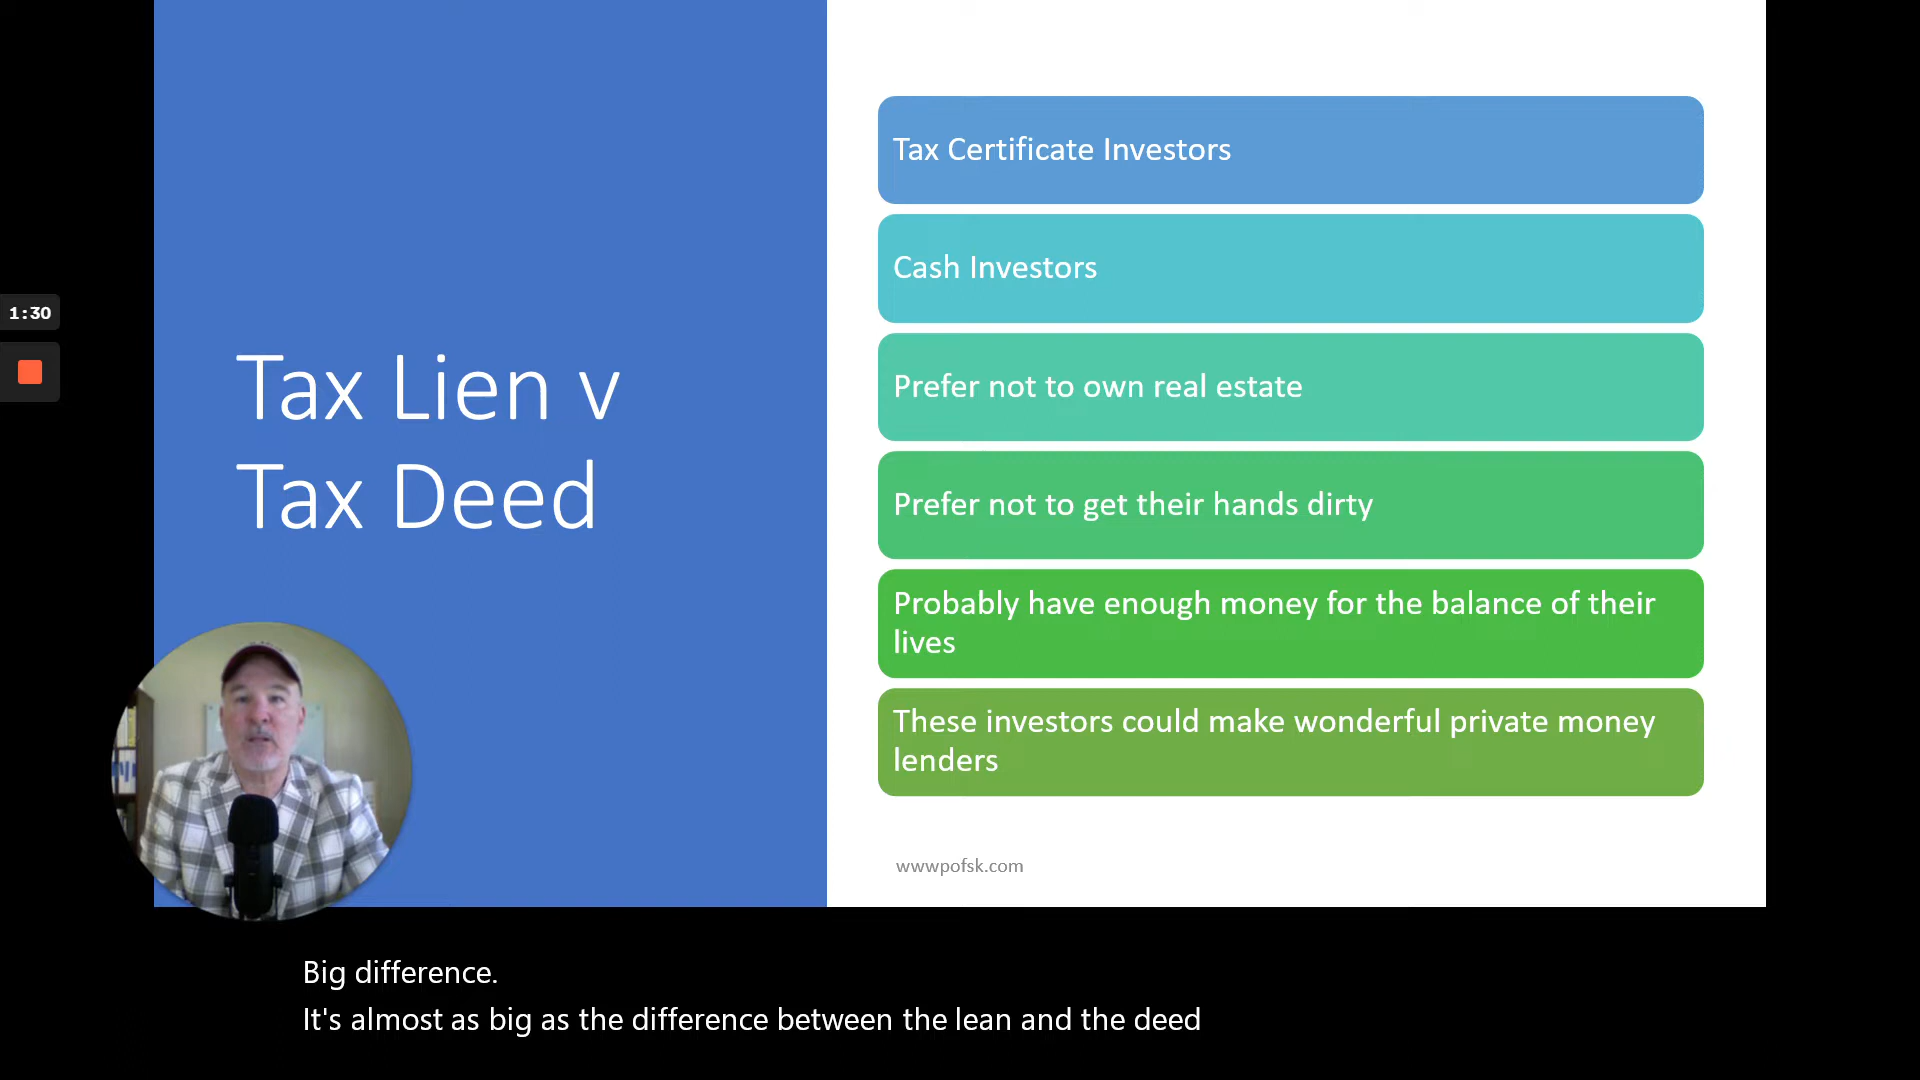 Tax Certificate Investors
Cash Investors
1:30
Prefer not to own real estate
Tax Lien v
Tax Deed
Prefer not to get their hands dirty
Probably have enough money for the balance of their
lives
These investors could make wonderful private money
lenders
wwwpofsk.com
Big difference.
It's almost as big as the difference between the lean and the deed